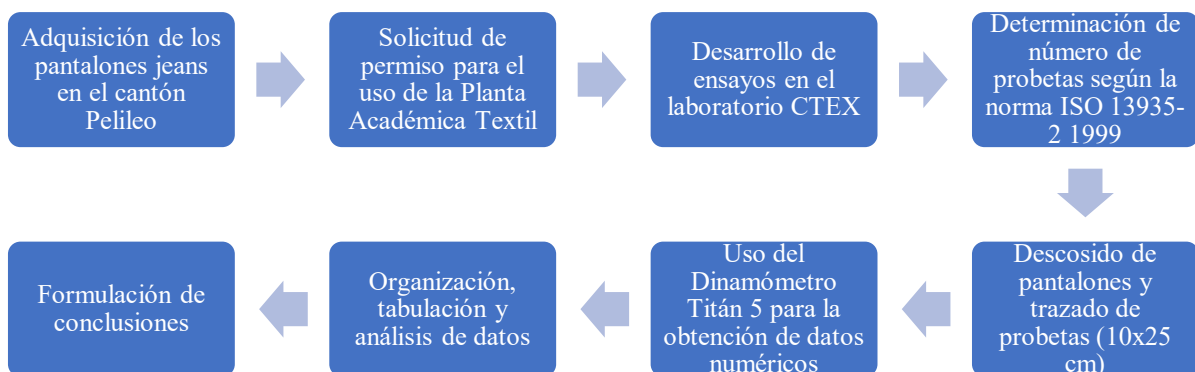 Adquisición de los
pantalones jeans
en el cantón
Pelileo
Solicitud de
permiso para el
uso de la Planta
Académica Textil
Desarrollo de
ensayos en el
laboratorio CTEX
Determinación de
número de
probetas según la
norma ISO 13935-
2 1999
Descosido de
pantalones y
trazado de
probetas (10x25
cm)
Uso del
Dinamómetro
Titán 5 para la
obtención de datos
numéricos
Organización,
tabulación y
análisis de datos
Formulación de
conclusiones